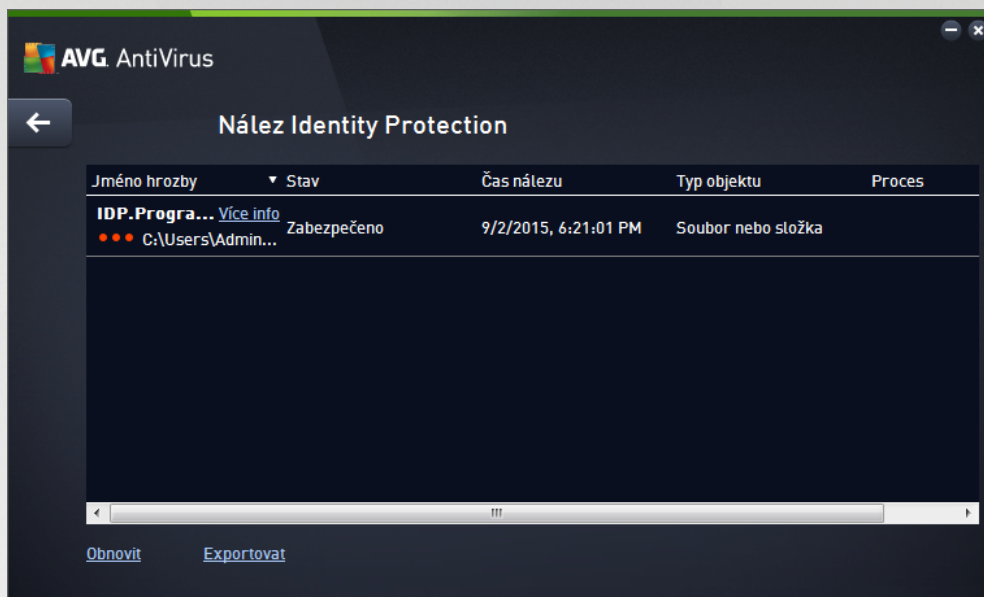 AVG. AntiVirus
Nález Identity Protection
Jméno hrozby Stav Čas nálezu Typ objektu Proces
IDP.Progra... Více info
Zabezpečeno 9/2/2015, 6:21:01 PM Soubor nebo složka
C:\Users\Admin...
Obnovit Exportovat